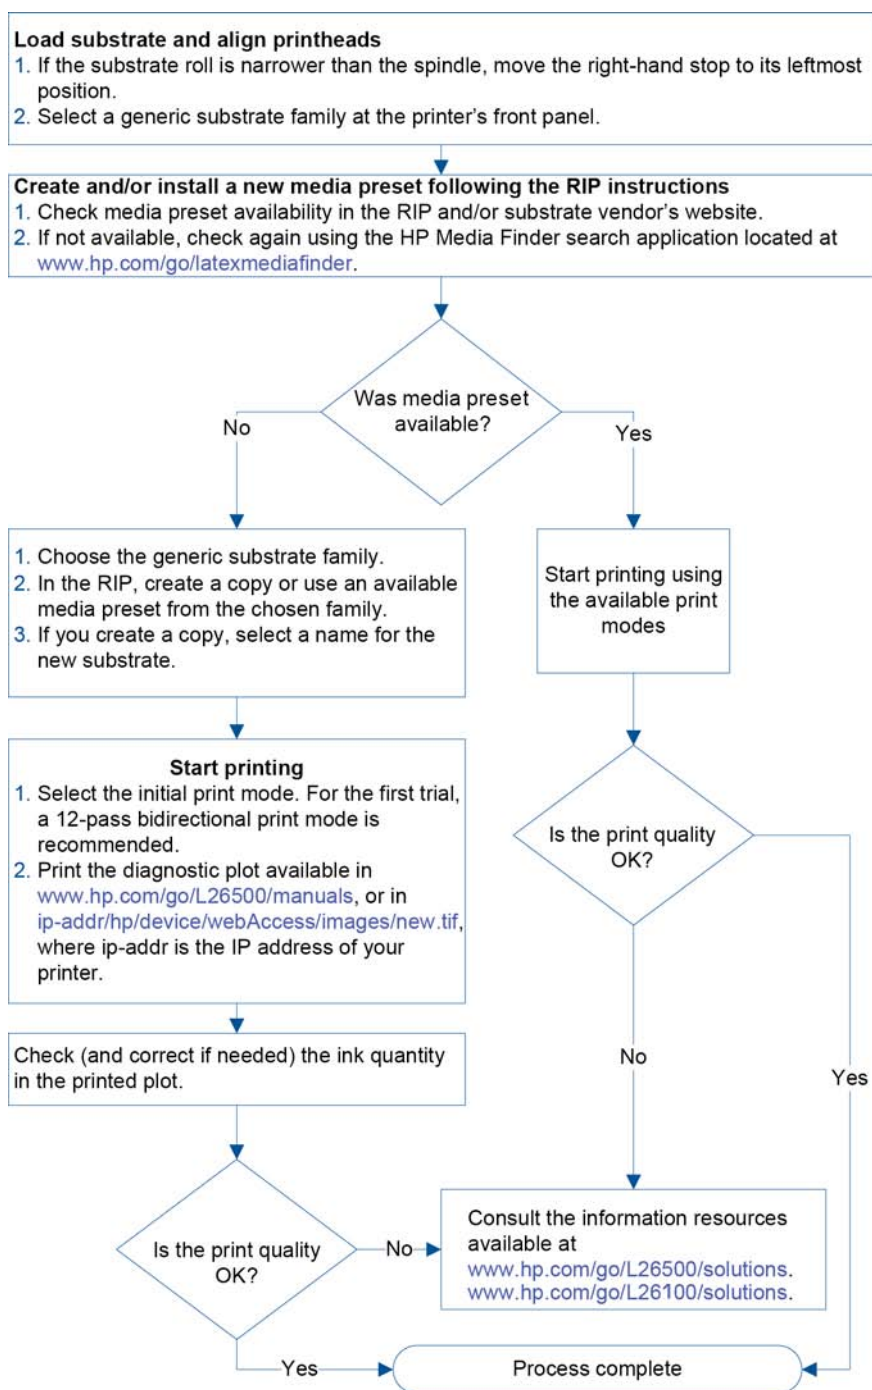 Load substrate and align printheads
1. If the substrate roll is narrower than the spindle, move the right-hand stop to its leftmost
position.
2. Select a generic substrate family at the printer's front panel.
Create and/or install a new media preset following the RIP instructions
1. Check media preset availability in the RIP and/or substrate vendor's website.
2. If not available, check again using the HP Media Finder search application located at
www.hp.com/go/latexmediafinder.
Was media preset
available?
No
Yes
1. Choose the generic substrate family.
2. In the RIP, create a copy or use an available
media preset from the chosen family.
3. If you create a copy, select a name for the
new substrate.
Start printing using
the available print
modes
Start printing
1. Select the initial print mode. For the first trial,
a 12-pass bidirectional print mode is
recommended.
2. Print the diagnostic plot available in
www.hp.com/go/L26500/manuals, or in
ip-addr/hp/device/webAccess/images/new.tif,
where ip-addr is the IP address of your
printer.
Is the print quality
OK?
No
Yes
Check (and correct if needed) the ink quantity
in the printed plot.
Is the print quality
OK?
No
Consult the information resources
available at
www.hp.com/go/L26500/solutions.
www.hp.com/go/L26100/solutions.
Yes
Process complete